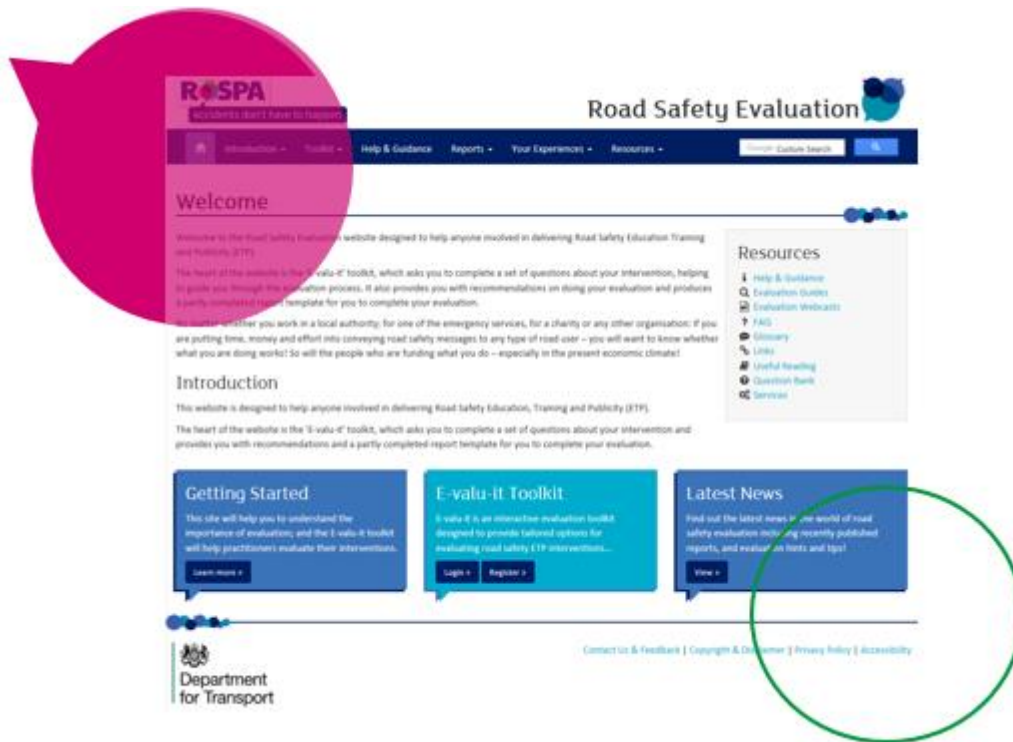 RoSPA
accidents don't have to happen
Road Safety Evaluation
Introduction Toolkit Help & Guidance Reports Your Experiences Resources
Google Custom Search
Welcome
Welcome to the Road Safety Evaluation website designed to help anyone involved in delivering Road Safety Education Training
and Publicity (ETP).
The heart of the website is the 'E-valu-it' toolkit, which asks you to complete a set of questions about your intervention, helping
to guide you through the evaluation process. It also provides you with recommendations on doing your evaluation and produces
a partly completed report template for you to complete your evaluation.
No matter whether you work in a local authority, for one of the emergency services, for a charity or any other organisation: if you
are putting time, money and effort into conveying road safety messages to any type of road user – you will want to know whether
what you are doing works! So will the people who are funding what you do – especially in the present economic climate!
Resources
Help & Guidance
Evaluation Guides
Evaluation Webcasts
FAQ
Glossary
Links
Useful Reading
Question Bank
Services
Introduction
This website is designed to help anyone involved in delivering Road Safety Education, Training and Publicity (ETP).
The heart of the website is the 'E-valu-it' toolkit, which asks you to complete a set of questions about your intervention and
provides you with recommendations and a partly completed report template for you to complete your evaluation.
Getting Started
This site will help you to understand the
importance of evaluation; and the E-valu-it toolkit
will help practitioners evaluate their interventions.
Learn more »
E-valu-it Toolkit
E-valu-it is an interactive evaluation toolkit
designed to provide tailored options for
evaluating road safety ETP interventions...
Login » Register »
Latest News
Find out the latest news in the world of road
safety evaluation including recently published
reports, and evaluation hints and tips!
View »
Department
for Transport
Contact Us & Feedback | Copyright & Disclaimer | Privacy Policy | Accessibility